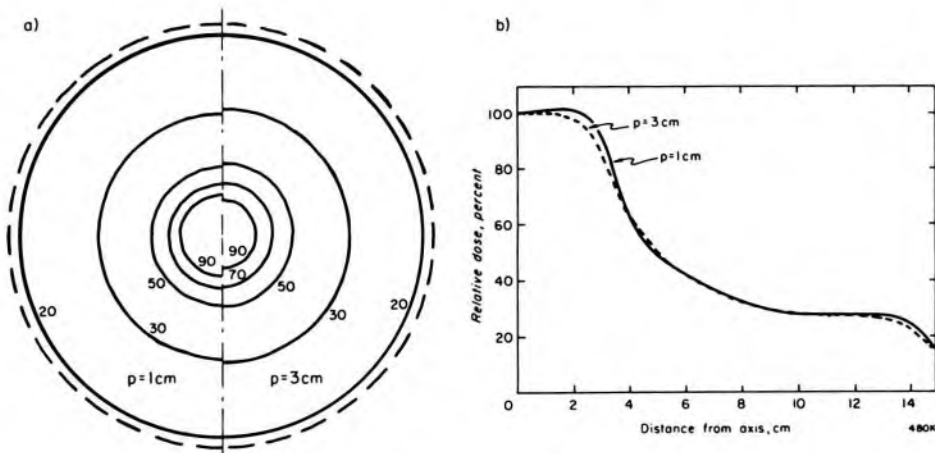 a)
90
90
70
50
50
30
30
20
20
p=1cm
p=3cm
b)
Relative dose, percent
100
80
60
40
20
p=3cm
p=1cm
0 2 4 6 8 10 12 14
Distance from axis, cm
480K